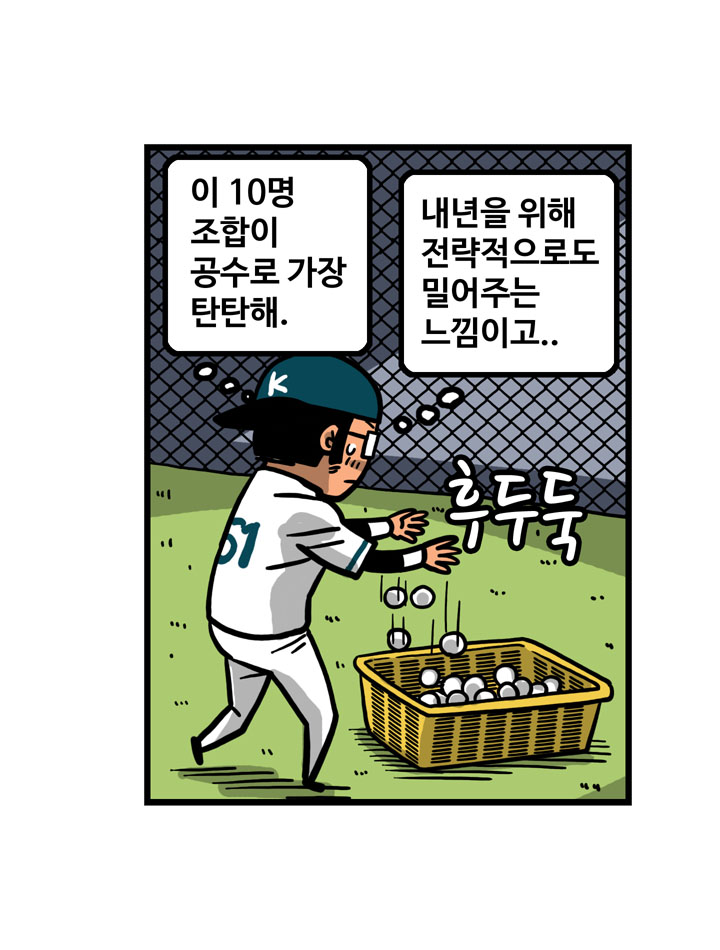 이 10명
조합이
공수로 가장
탄탄해.
내년을 위해
전략적으로도
밀어주는
느낌이고..
K
후두둑
61